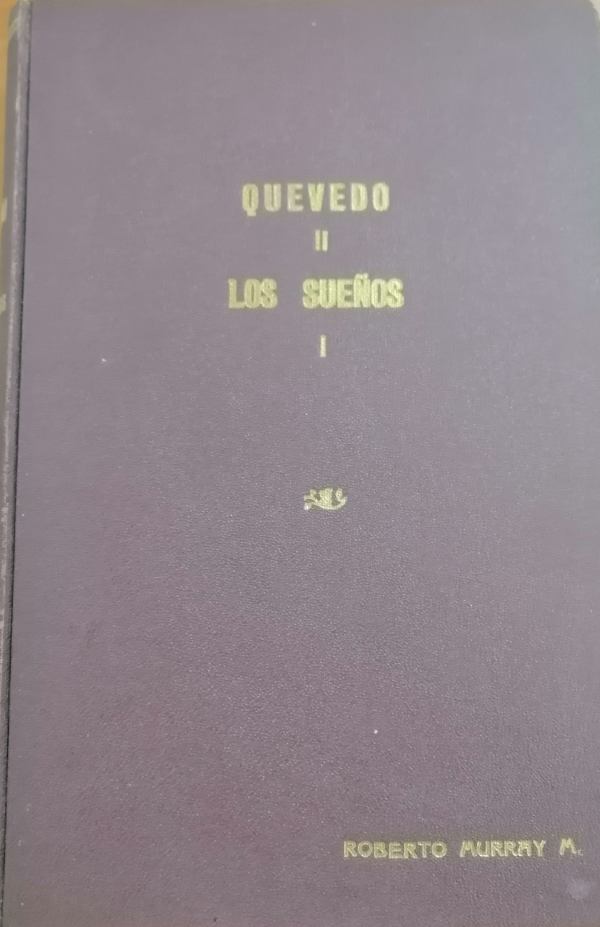 QUEVEDO
II
LOS SUEÑOS
I
ROBERTO MURRAY M.